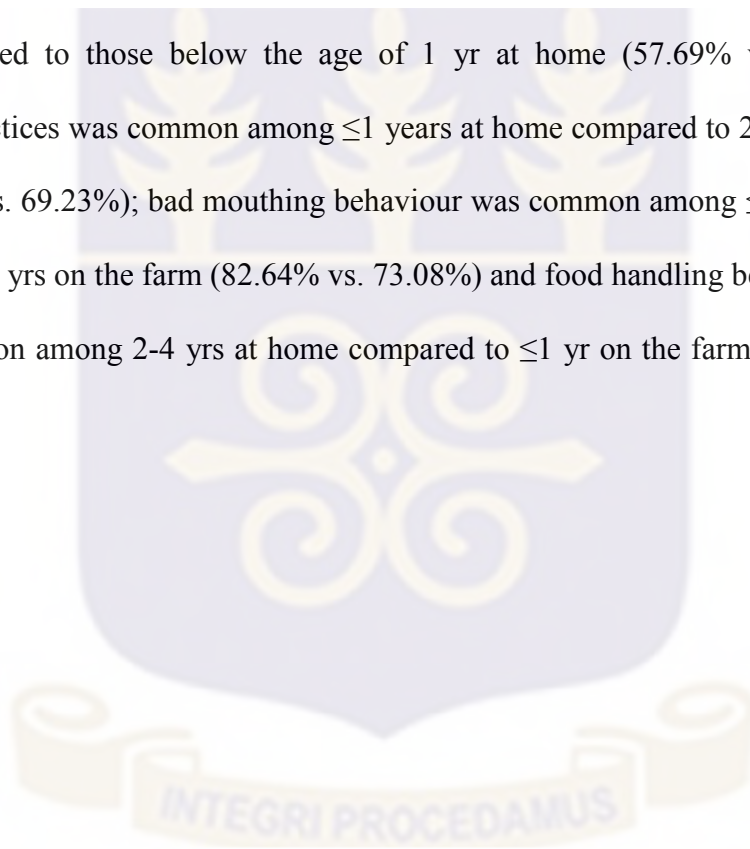 ed to those below the age of 1 yr at home (57.69% v
ctices was common among ≤1 years at home compared to 2
s. 69.23%); bad mouthing behaviour was common among ≤
yrs on the farm (82.64% vs. 73.08%) and food handling be
on among 2-4 yrs at home compared to ≤1 yr on the farm
INTEGRI PROCEDAMUS